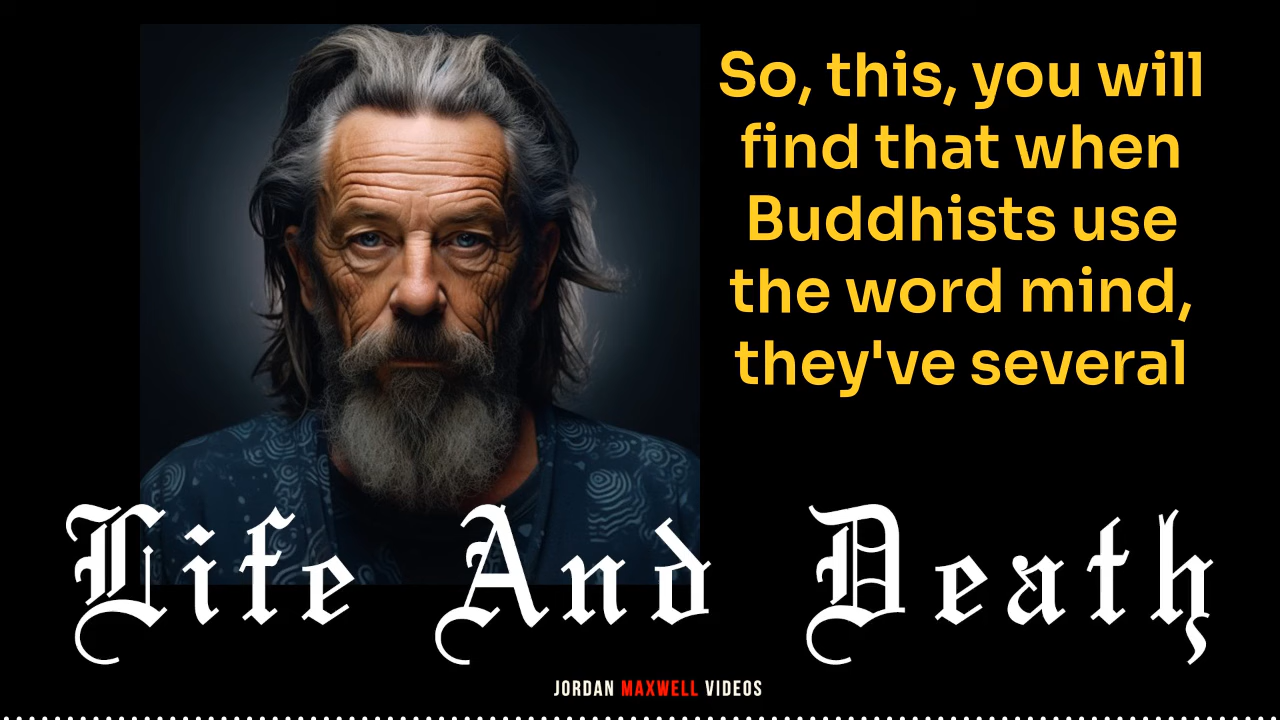 So, this, you will
find that when
Buddhists use
the word mind,
they've several
Life And Death
JORDAN MAXWELL VIDEOS